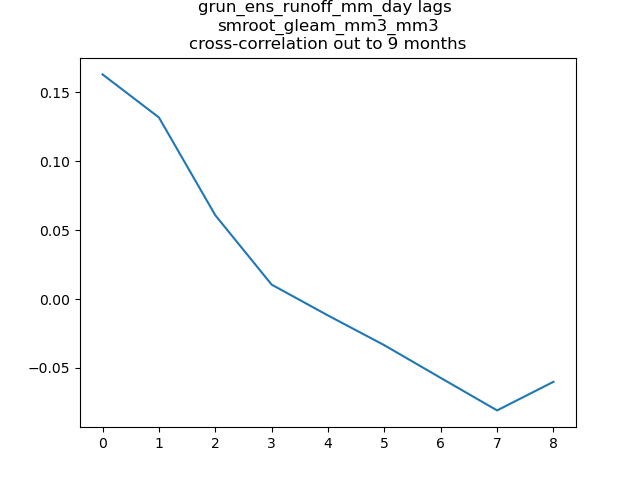 grun_ens_runoff_mm_day lags
smroot_gleam_mm3_mm3
cross-correlation out to 9 months
0.15
0.10
0.05
0.00
−0.05
0 1 2 3 4 5 6 7 8